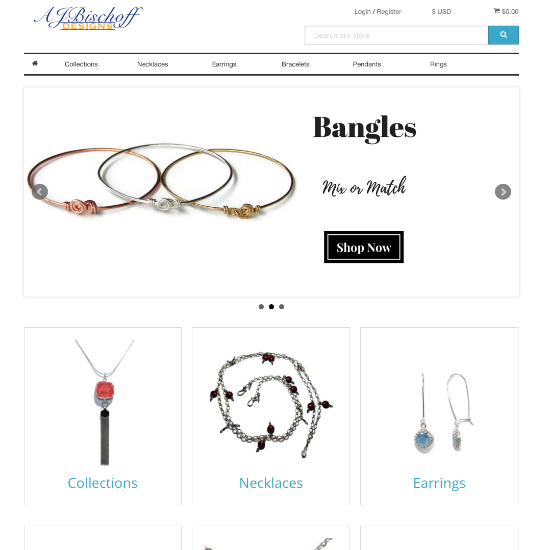 AJBischoff
DESIGNS
Login / Register
$ USD
$0.00
Search our store
Collections
Necklaces
Earrings
Bracelets
Pendants
Rings
Bangles
Mix or Match
Shop Now
Collections
Necklaces
Earrings